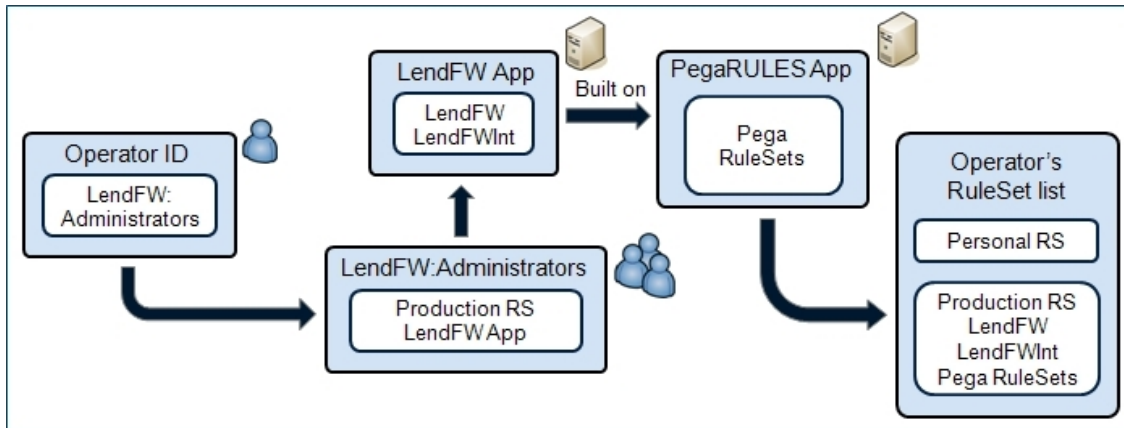 Operator ID
LendFW:
Administrators
LendFW:Administrators
Production RS
LendFW App
LendFW App
LendFW
LendFWInt
Built on
PegaRULES App
Pega
RuleSets
Operator's
RuleSet list
Personal RS
Production RS
LendFW
LendFWInt
Pega RuleSets